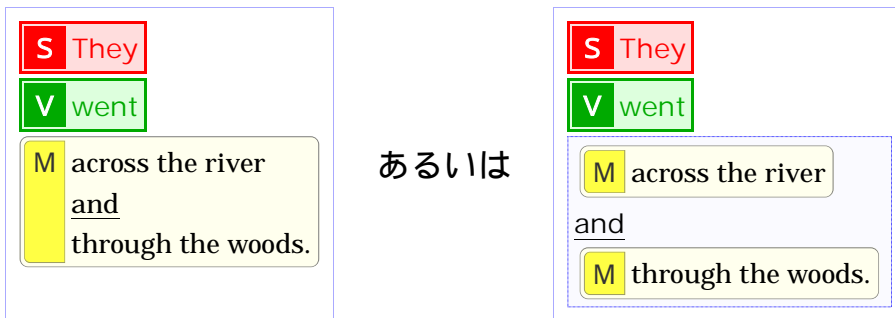 S They
V went
M across the river
and
through the woods.
あるいは
S They
V went
M across the river
and
M through the woods.